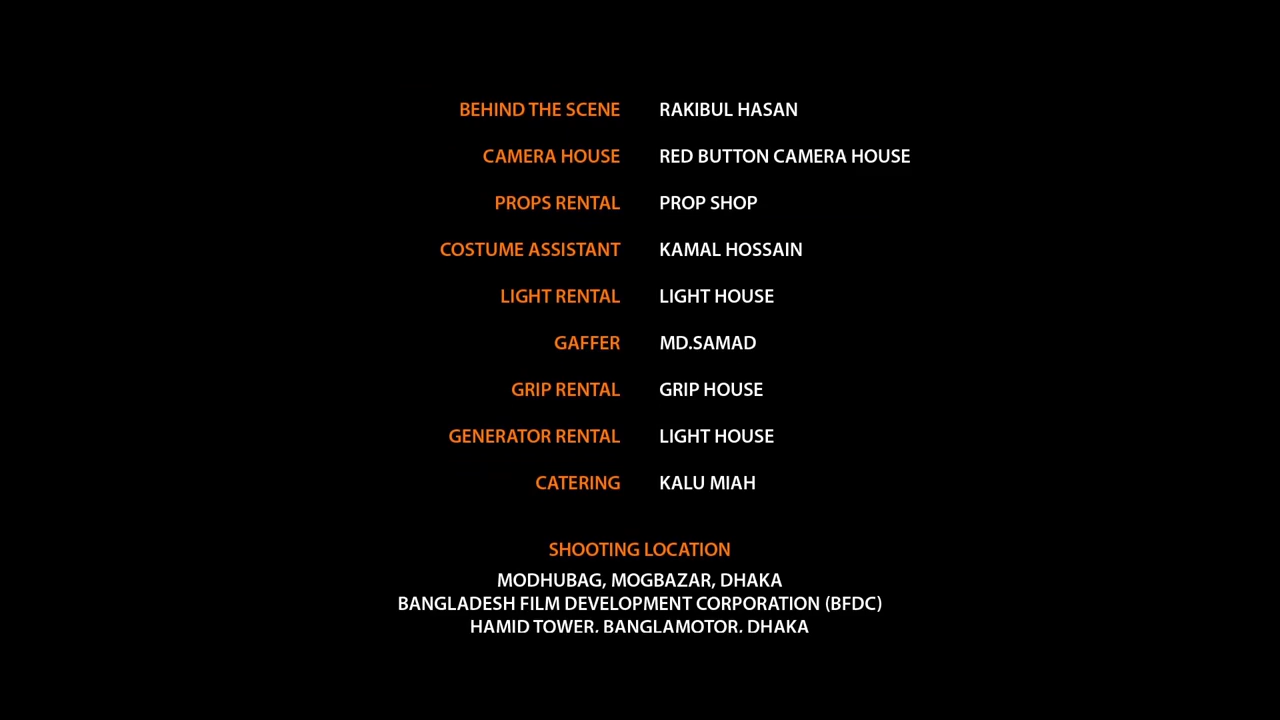 BEHIND THE SCENE RAKIBUL HASAN
CAMERA HOUSE RED BUTTON CAMERA HOUSE
PROPS RENTAL PROP SHOP
COSTUME ASSISTANT KAMAL HOSSAIN
LIGHT RENTAL LIGHT HOUSE
GAFFER MD.SAMAD
GRIP RENTAL GRIP HOUSE
GENERATOR RENTAL LIGHT HOUSE
CATERING KALU MIAH
SHOOTING LOCATION
MODHUBAG, MOGBAZAR, DHAKA
BANGLADESH FILM DEVELOPMENT CORPORATION (BFDC)
HAMID TOWER, BANGLAMOTOR, DHAKA